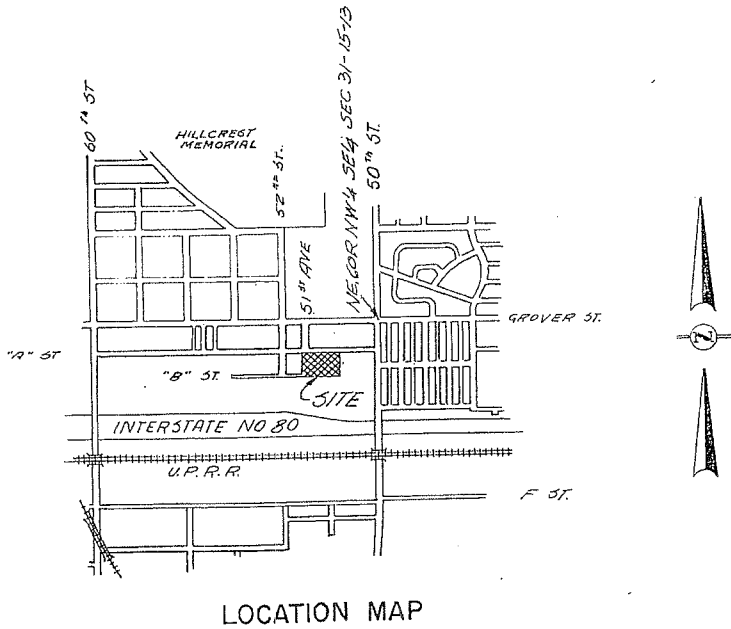 60TH ST
HILLCREST
MEMORIAL
52ND ST.
51ST AVE
NE. COR NW¼ SE¼ SEC 31-15-13
50TH ST.
GROVER ST.
"A" ST
"B" ST.
SITE
INTERSTATE NO 80
U.P.R.R.
F ST.
N
LOCATION MAP